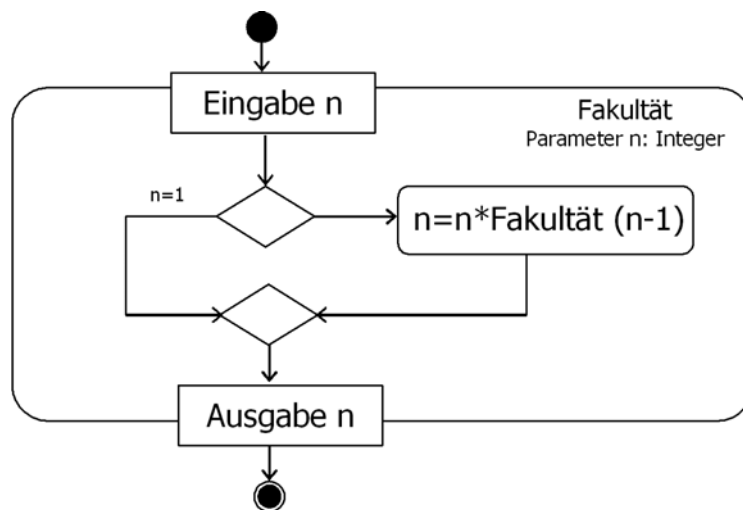 Eingabe n
Fakultät
Parameter n: Integer
n=1
n=n*Fakultät (n-1)
Ausgabe n